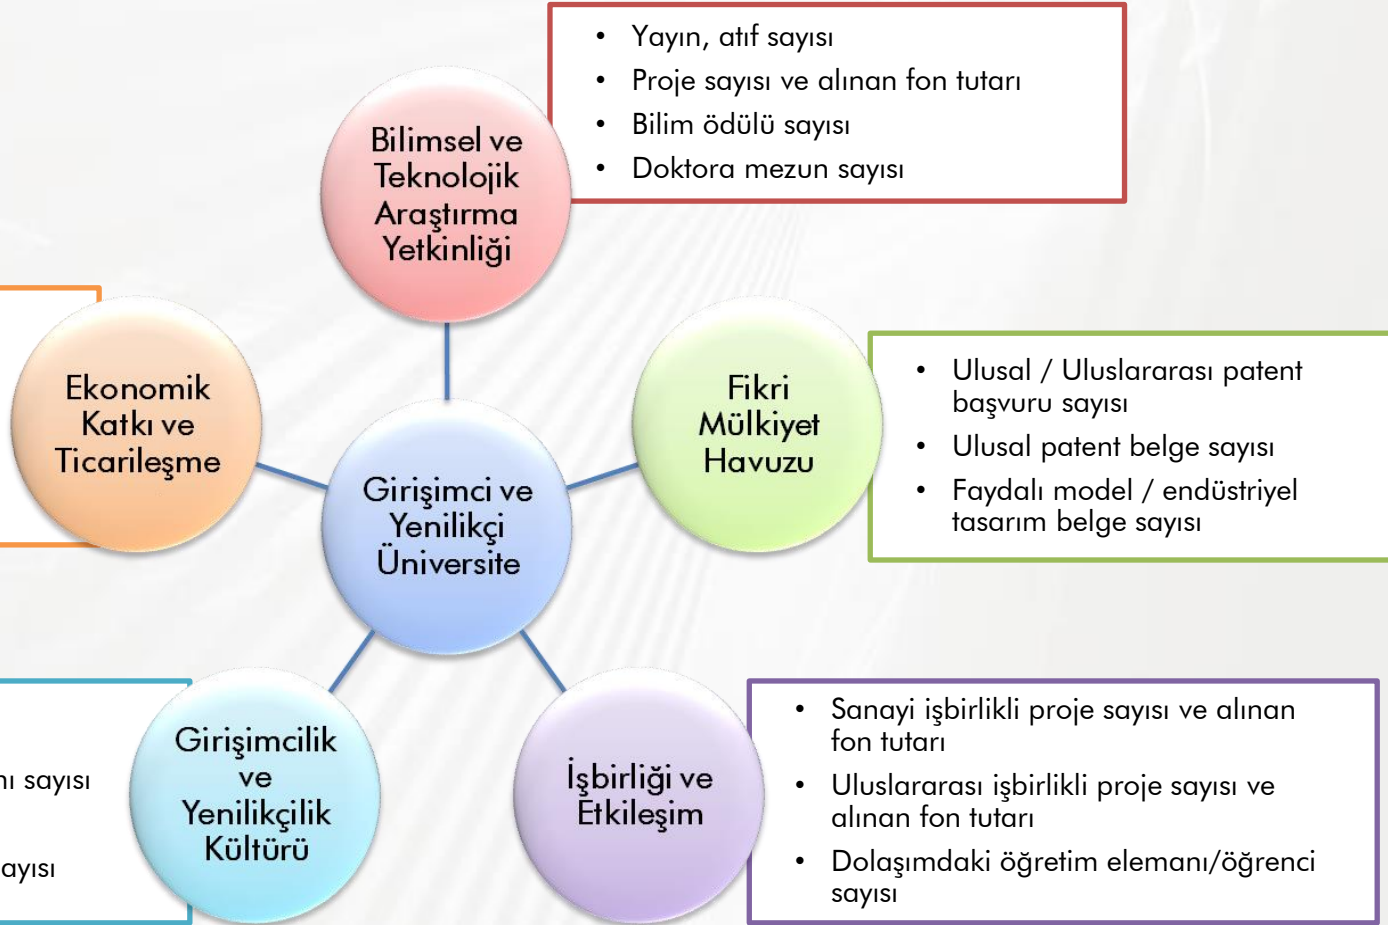 • Yayın, atıf sayısı
• Proje sayısı ve alınan fon tutarı
• Bilim ödülü sayısı
• Doktora mezun sayısı
Bilimsel ve
Teknolojik
Araştırma
Yetkinliği
Ekonomik
Katkı ve
Ticarileşme
Fikri
Mülkiyet
Havuzu
• Ulusal / Uluslararası patent
başvuru sayısı
• Ulusal patent belge sayısı
• Faydalı model / endüstriyel
tasarım belge sayısı
Girişimci ve
Yenilikçi
Üniversite
sayısı
Girişimcilik
ve
Yenilikçilik
Kültürü
İşbirliği ve
Etkileşim
• Sanayi işbirlikli proje sayısı ve alınan
fon tutarı
• Uluslararası işbirlikli proje sayısı ve
alınan fon tutarı
• Dolaşımdaki öğretim elemanı/öğrenci
sayısı